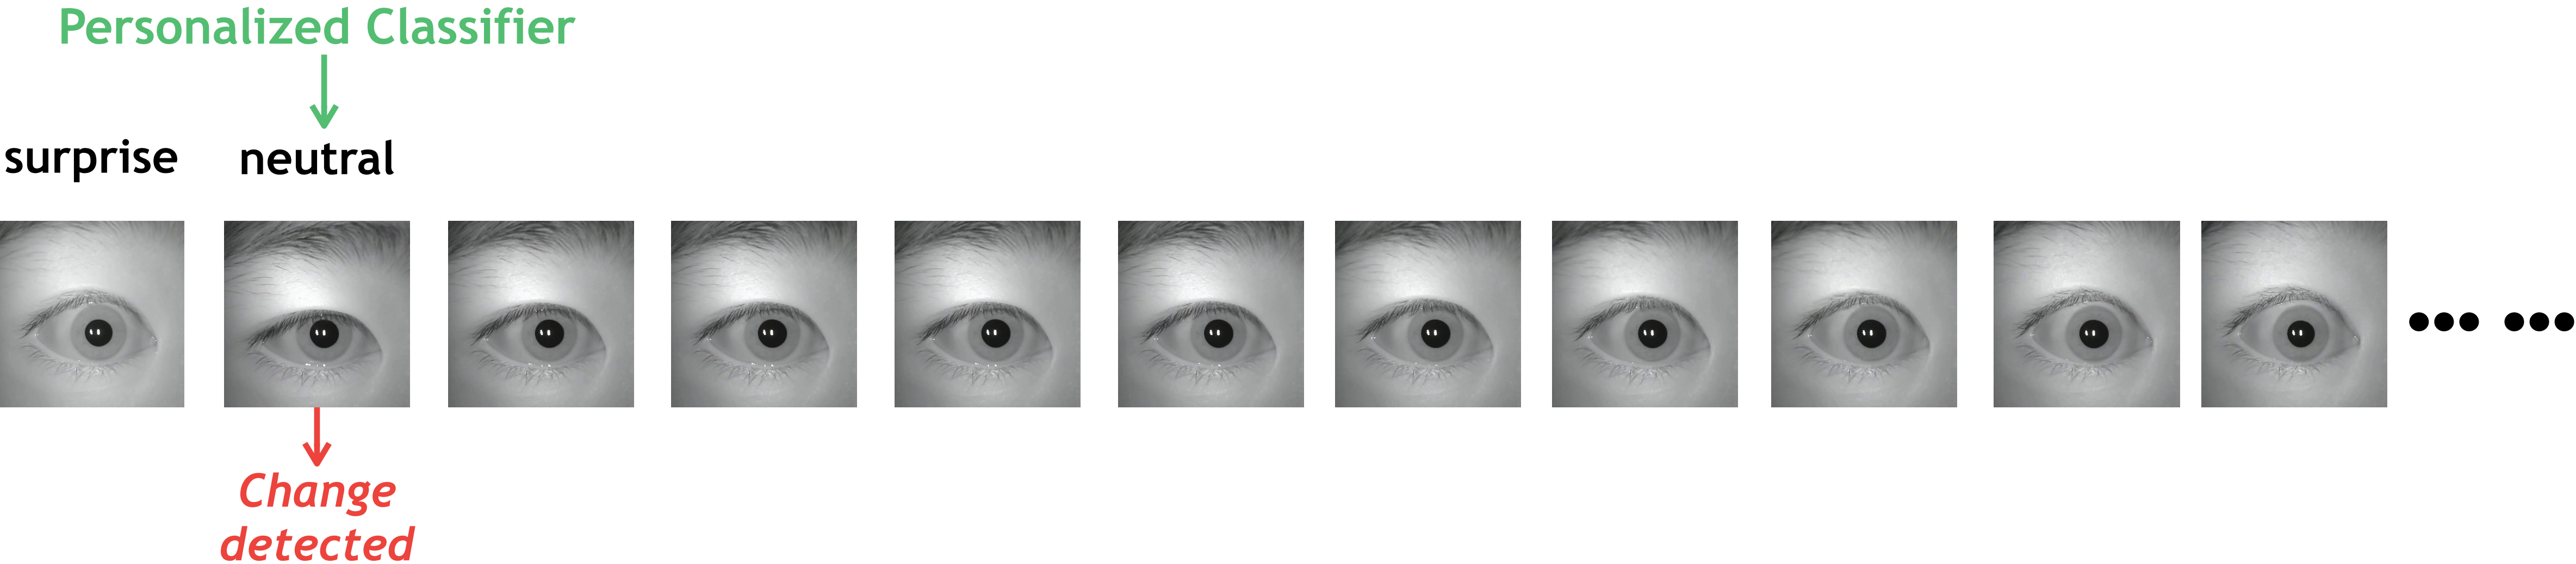 Personalized Classifier
surprise neutral
Change
detected